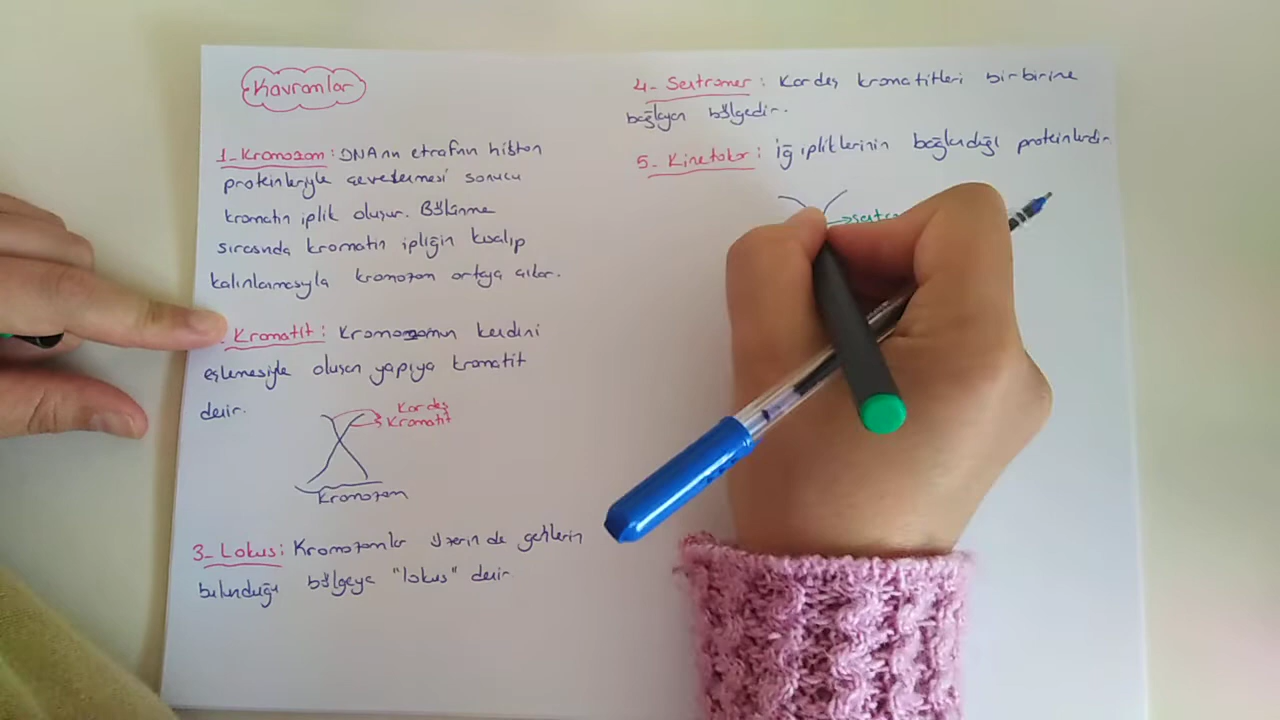 Kavramlar
1- Kromozom: DNAnın etrafını histon
proteinleriyle çevrelemesi sonucu
kromatin iplik oluşur. Bölünme
sırasında kromatin ipliğin kısalıp
kalınlaşmasıyla kromozom ortaya çıkar.
Kromatit: Kromozomun kendini
eşlemesiyle oluşan yapıya kromatit
denir.
Kardeş
Kromatit
Kromozom
3- Lokus: Kromozomlar üzerinde genlerin
bulunduğu bölgeye "lokus" denir
4- Sentromer: Kardeş kromatitleri birbirine
bağlayan bölgedir.
5- Kinetokor: İğ ipliklerinin bağlandığı proteinlerdir